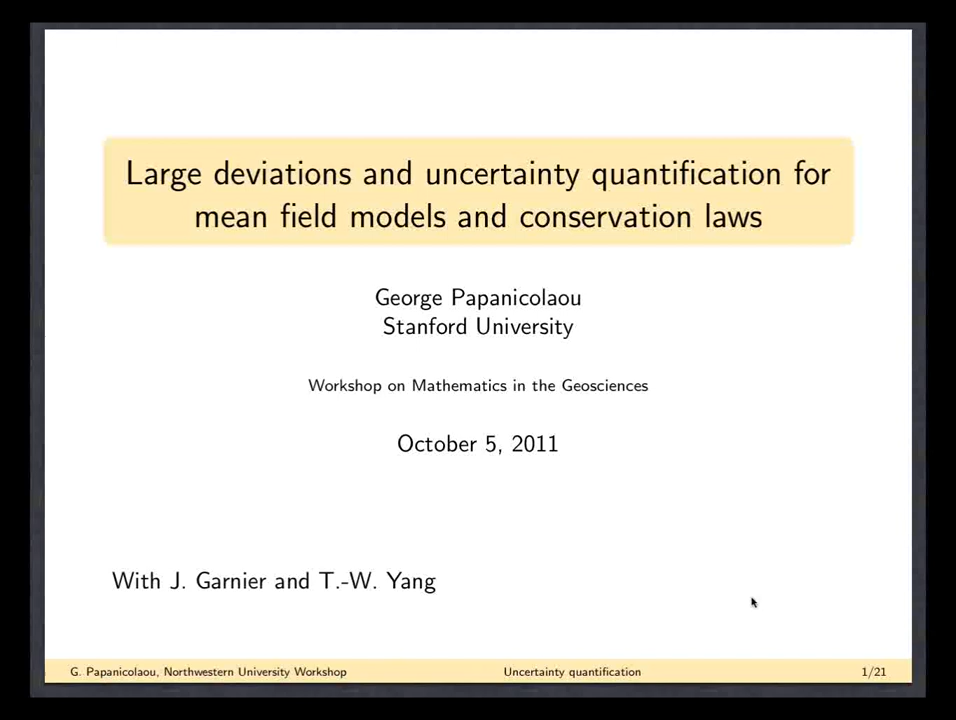 Large deviations and uncertainty quantification for
mean field models and conservation laws
George Papanicolaou
Stanford University
Workshop on Mathematics in the Geosciences
October 5, 2011
With J. Garnier and T.-W. Yang
G. Papanicolaou, Northwestern University Workshop
Uncertainty quantification
1/21